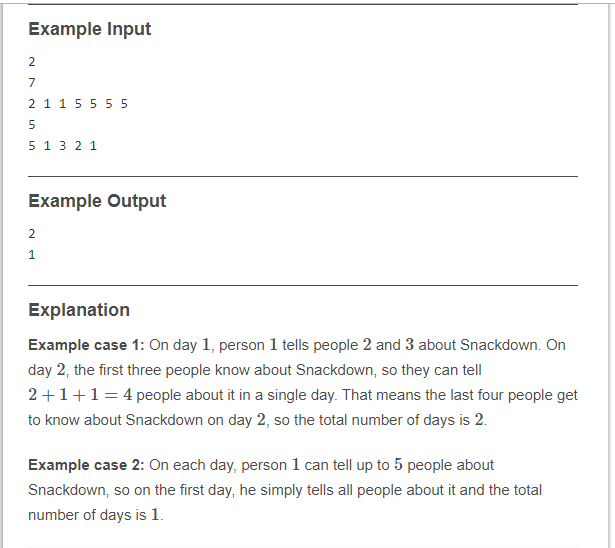 Example Input
2
7
2 1 1 5 5 5 5
5
5 1 3 2 1
Example Output
2
1
Explanation
Example case 1: On day 1, person 1 tells people 2 and 3 about Snackdown. On
day 2, the first three people know about Snackdown, so they can tell
2 + 1 + 1 = 4 people about it in a single day. That means the last four people get
to know about Snackdown on day 2, so the total number of days is 2.
Example case 2: On each day, person 1 can tell up to 5 people about
Snackdown, so on the first day, he simply tells all people about it and the total
number of days is 1.